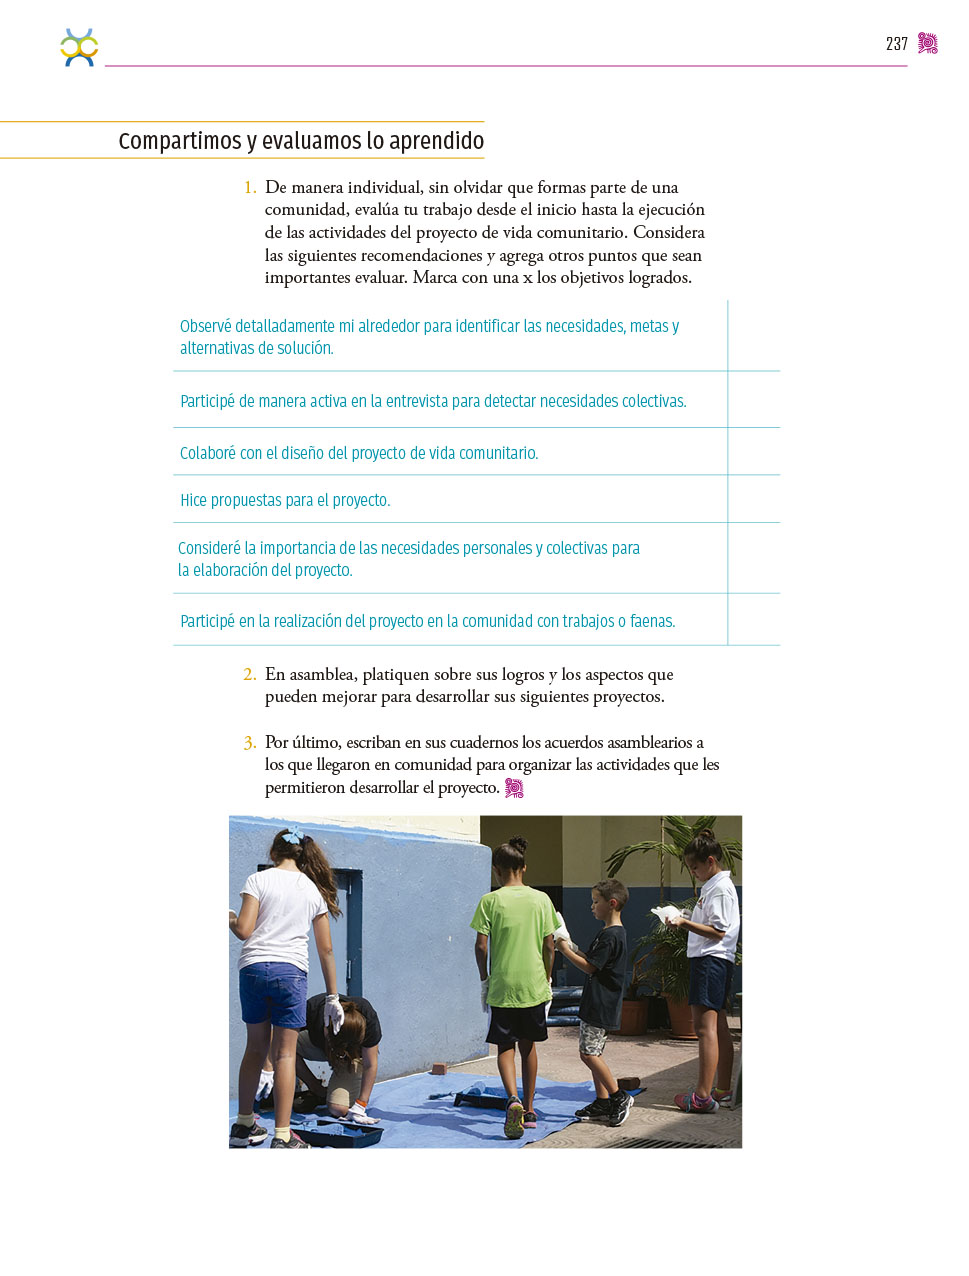 237
Compartimos y evaluamos lo aprendido
1. De manera individual, sin olvidar que formas parte de una
comunidad, evalúa tu trabajo desde el inicio hasta la ejecución
de las actividades del proyecto de vida comunitario. Considera
las siguientes recomendaciones y agrega otros puntos que sean
importantes evaluar. Marca con una x los objetivos logrados.
Observé detalladamente mi alrededor para identificar las necesidades, metas y
alternativas de solución.
Participé de manera activa en la entrevista para detectar necesidades colectivas.
Colaboré con el diseño del proyecto de vida comunitario.
Hice propuestas para el proyecto.
Consideré la importancia de las necesidades personales y colectivas para
la elaboración del proyecto.
Participé en la realización del proyecto en la comunidad con trabajos o faenas.
2. En asamblea, platiquen sobre sus logros y los aspectos que
pueden mejorar para desarrollar sus siguientes proyectos.
3. Por último, escriban en sus cuadernos los acuerdos asamblearios a
los que llegaron en comunidad para organizar las actividades que les
permitieron desarrollar el proyecto.